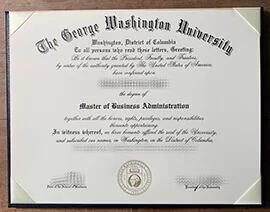 The George Washington University
Washington, District of Columbia
To all persons who read these letters, Greeting:
Be it known that the President, Faculty, and Trustees,
by virtue of the authority granted by The United States of America,
have conferred upon
the degree of
Master of Business Administration
together with all the honors, rights, privileges, and responsibilities
thereunto appertaining.
In witness whereof, we have hereunto affixed the seal of the University,
and subscribed our names, in Washington, in the District of Columbia,